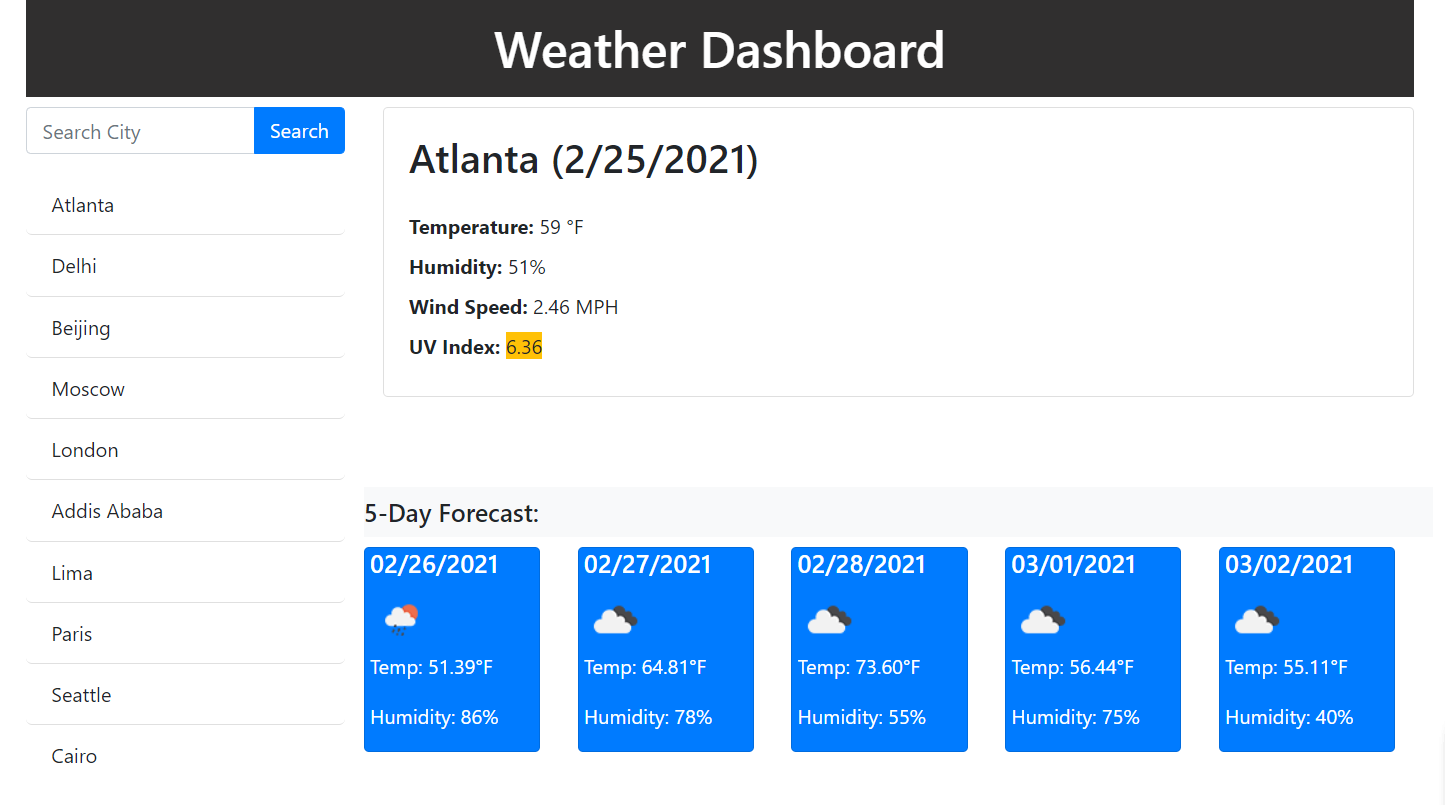 Weather Dashboard
Search City
Search
Atlanta
Delhi
Beijing
Moscow
London
Addis Ababa
Lima
Paris
Seattle
Cairo
Atlanta (2/25/2021)
Temperature: 59 °F
Humidity: 51%
Wind Speed: 2.46 MPH
UV Index: 6.36
5-Day Forecast:
02/26/2021
Temp: 51.39°F
Humidity: 86%
02/27/2021
Temp: 64.81°F
Humidity: 78%
02/28/2021
Temp: 73.60°F
Humidity: 55%
03/01/2021
Temp: 56.44°F
Humidity: 75%
03/02/2021
Temp: 55.11°F
Humidity: 40%